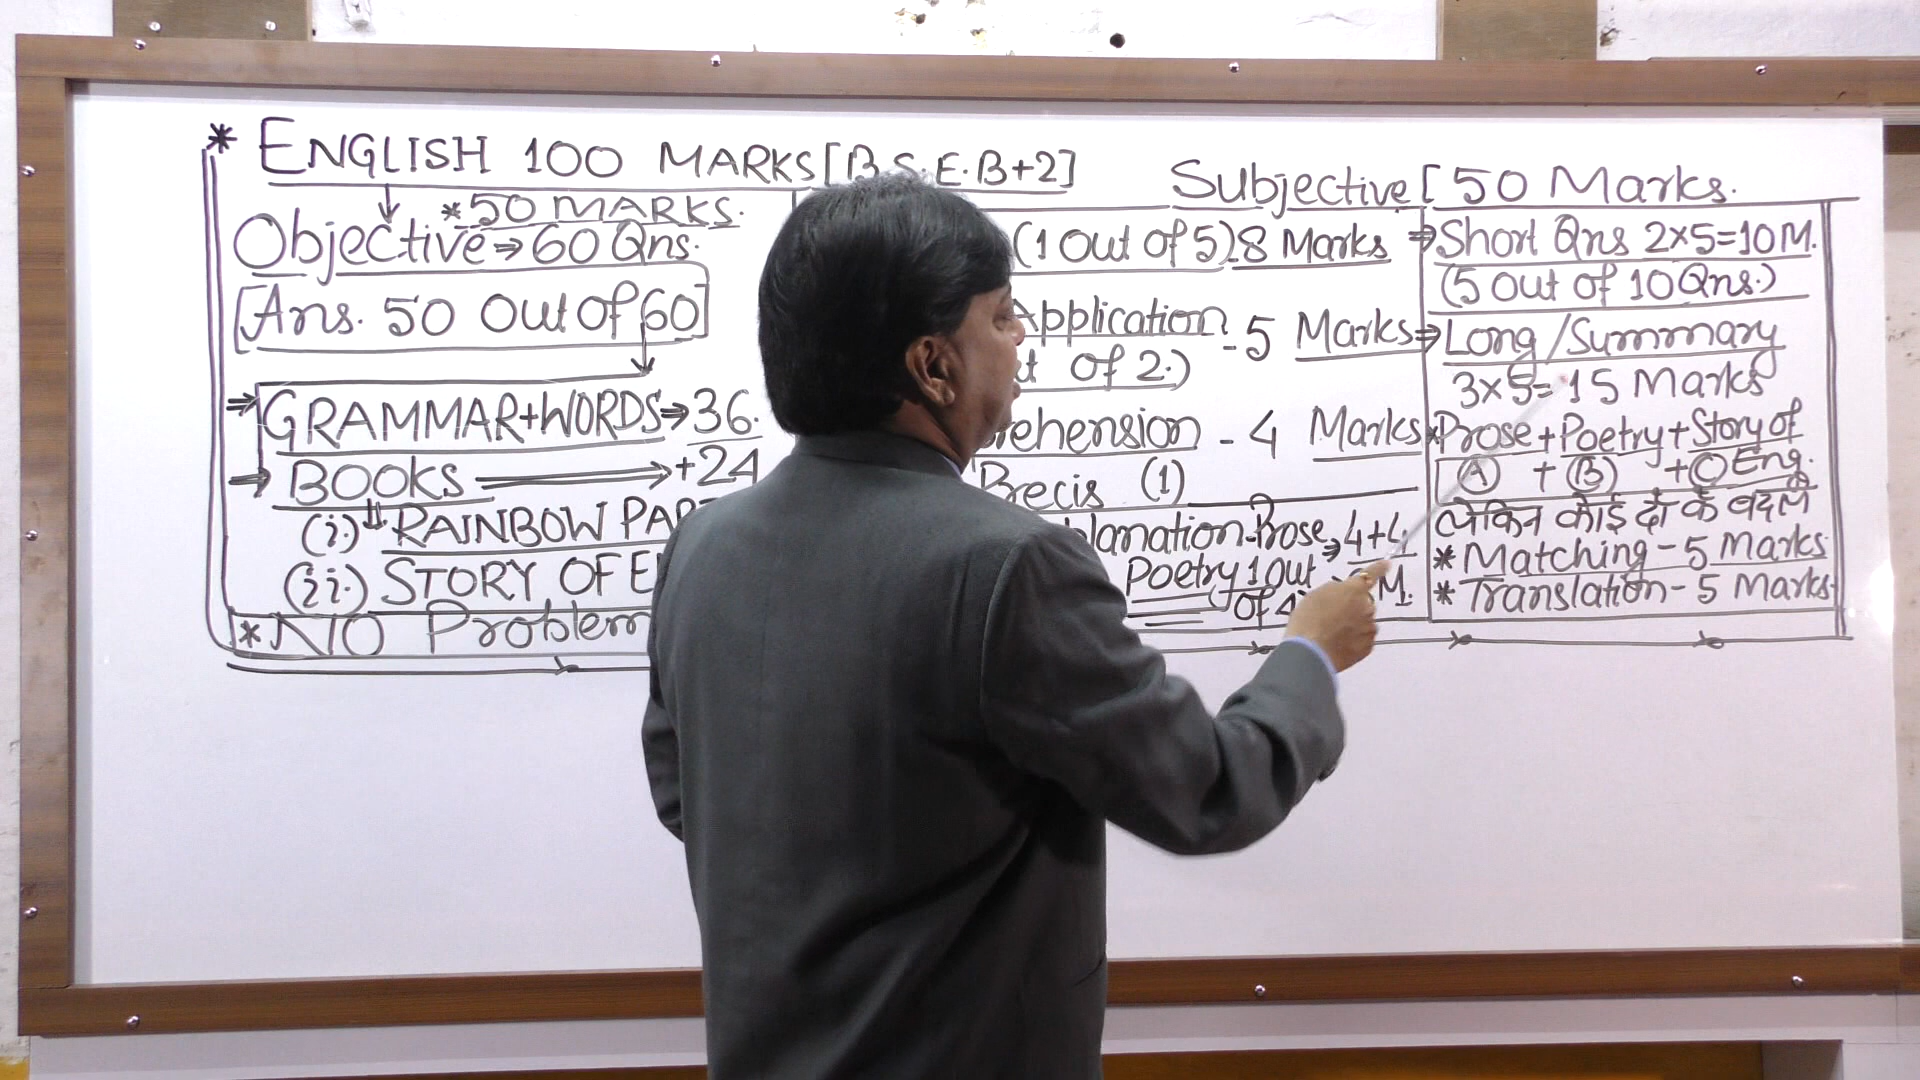 * ENGLISH 100 MARKS [B.S.E.B+2]
*50 MARKS.
Objective ⇒ 60 Qns.
[Ans. 50 out of 60]
GRAMMAR+WORDS⇒36.
BOOKS +24
(i.) RAINBOW
(ii.) STORY OF
* NO Problem
Subjective [50 Marks.
(1 out of 5) 8 Marks
Application - 5 Marks
of 2.)
- 4 Marks
Precis (1)
Prose ⇒ 4+4
Poetry 1 out
of 4 M.
⇒ Short Qns 2×5=10M.
(5 out of 10 Qns.)
⇒ Long/Summary
3×5=15 Marks
* Prose + Poetry + Story of
(A) + (B) + (C) Eng.
लेकिन कोई दो के बदले
* Matching - 5 Marks
* Translation - 5 Marks